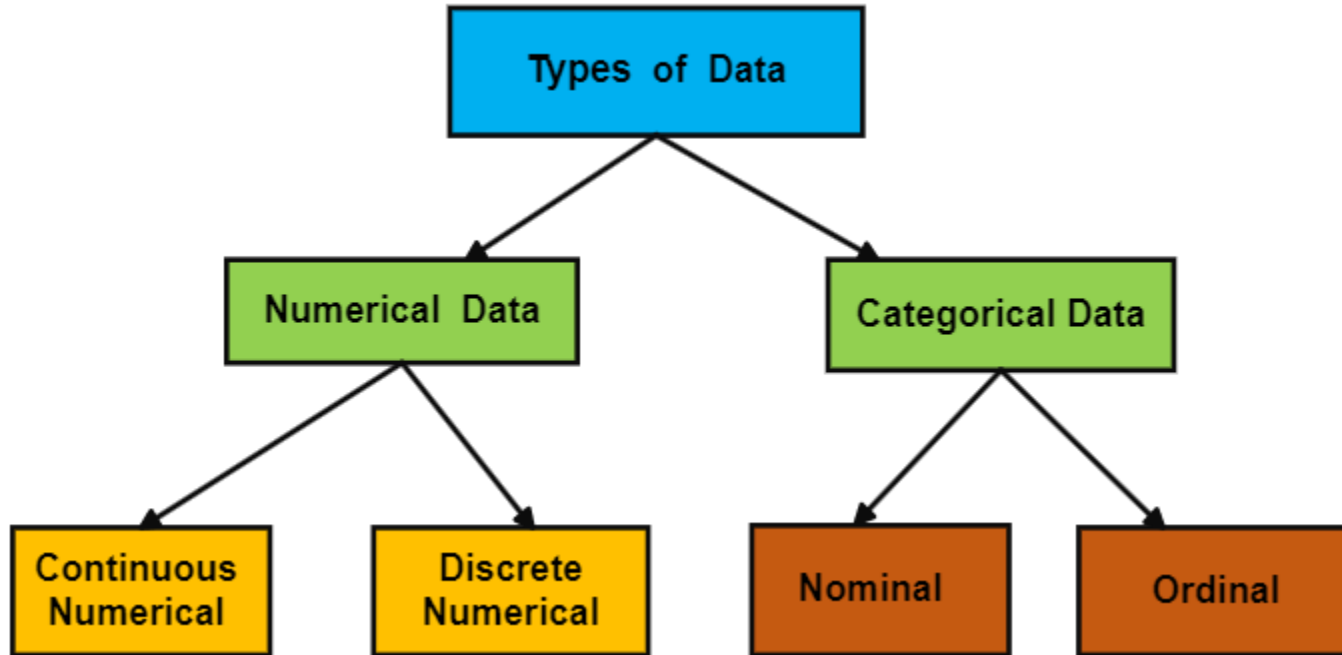 Types of Data
Numerical Data
Categorical Data
Continuous
Numerical
Discrete
Numerical
Nominal
Ordinal